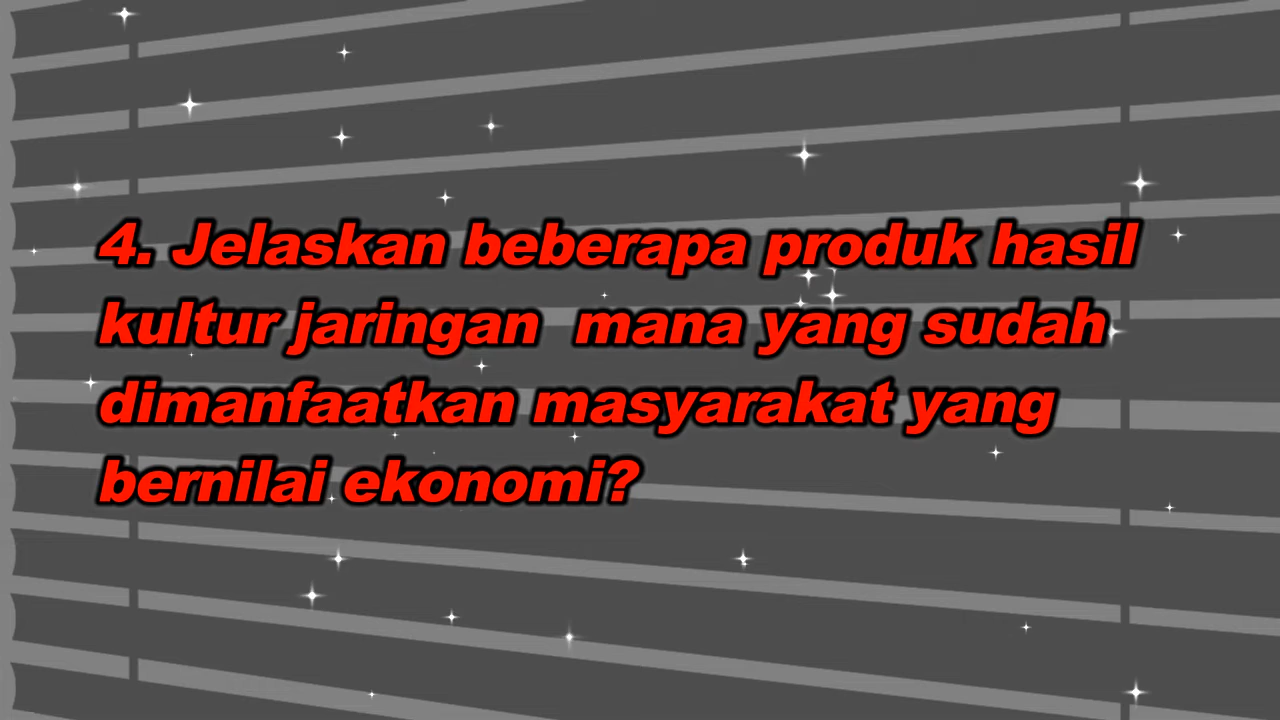 4. Jelaskan beberapa produk hasil
kultur jaringan  mana yang sudah
dimanfaatkan masyarakat yang
bernilai ekonomi?